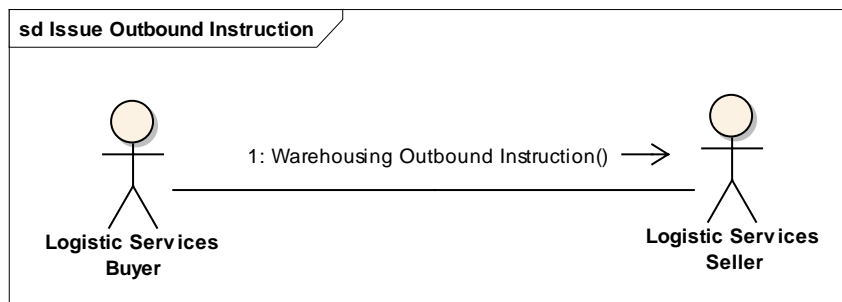 sd Issue Outbound Instruction
1: Warehousing Outbound Instruction()
Logistic Services
Buyer
Logistic Services
Seller